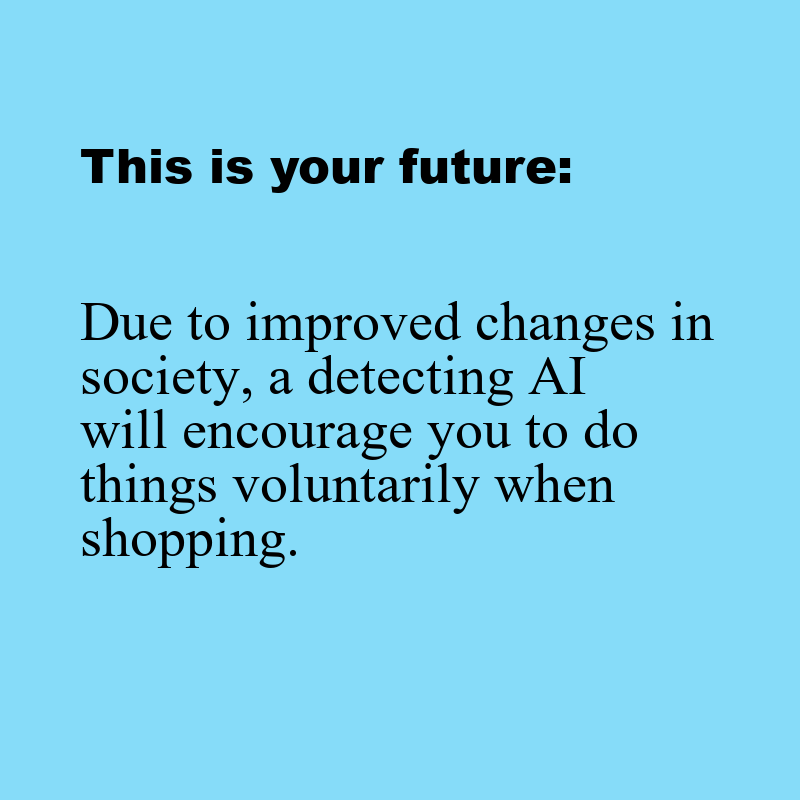 This is your future:
Due to improved changes in
society, a detecting AI
will encourage you to do
things voluntarily when
shopping.